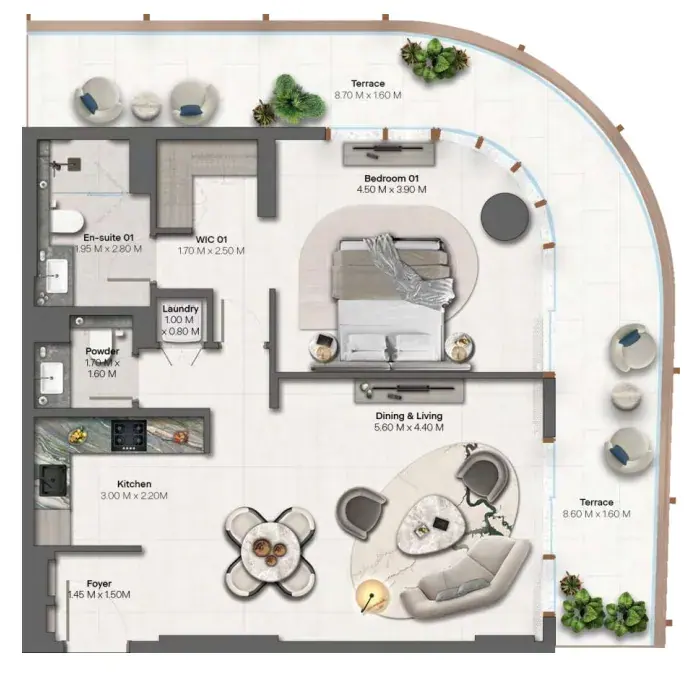 Terrace
8.70 M x 1.60 M
Bedroom 01
4.50 M x 3.90 M
En-suite 01
1.95 M x 2.80 M
WIC 01
1.70 M x 2.50 M
Laundry
1.00 M
x 0.80 M
Powder
1.70 M x
1.60 M
Dining & Living
5.60 M x 4.40 M
Kitchen
3.00 M x 2.20M
Terrace
8.60 M x 1.60 M
Foyer
1.45 M x 1.50M